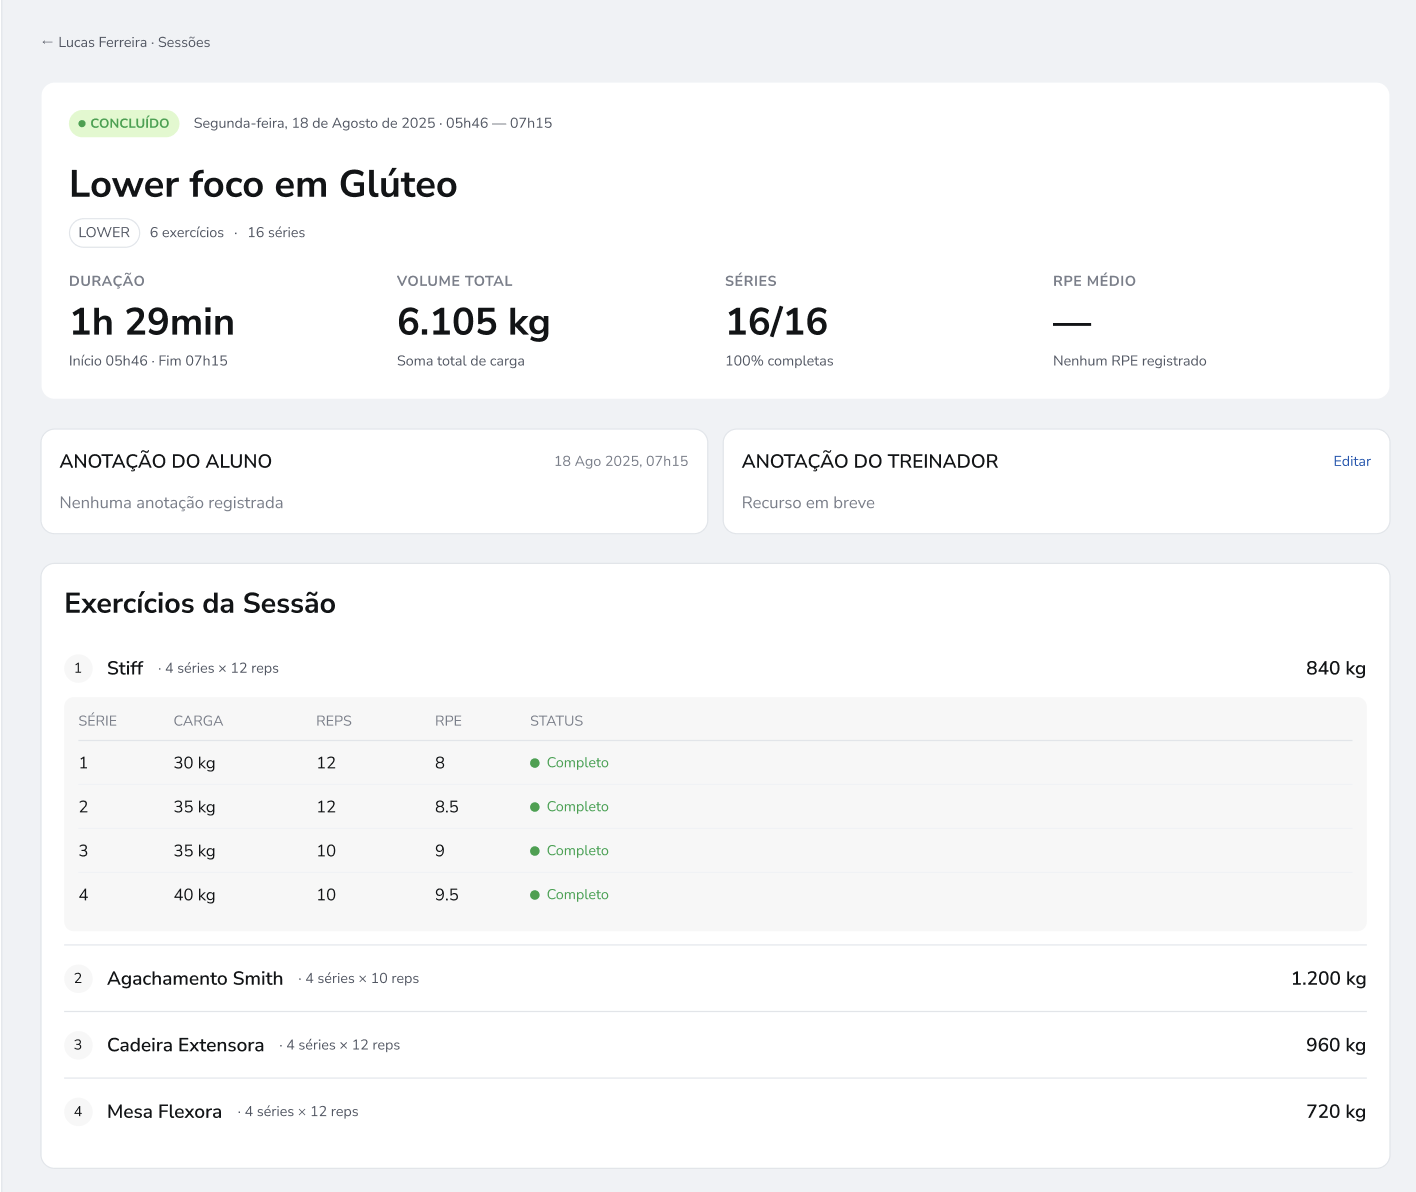 ← Lucas Ferreira · Sessões
CONCLUÍDO Segunda-feira, 18 de Agosto de 2025 · 05h46 — 07h15
Lower foco em Glúteo
LOWER 6 exercícios · 16 séries
DURAÇÃO VOLUME TOTAL SÉRIES RPE MÉDIO
1h 29min 6.105 kg 16/16 —
Início 05h46 · Fim 07h15 Soma total de carga 100% completas Nenhum RPE registrado
ANOTAÇÃO DO ALUNO 18 Ago 2025, 07h15
Nenhuma anotação registrada
ANOTAÇÃO DO TREINADOR Editar
Recurso em breve
Exercícios da Sessão
1 Stiff · 4 séries × 12 reps 840 kg
SÉRIE CARGA REPS RPE STATUS
1 30 kg 12 8 Completo
2 35 kg 12 8.5 Completo
3 35 kg 10 9 Completo
4 40 kg 10 9.5 Completo
2 Agachamento Smith · 4 séries × 10 reps 1.200 kg
3 Cadeira Extensora · 4 séries × 12 reps 960 kg
4 Mesa Flexora · 4 séries × 12 reps 720 kg